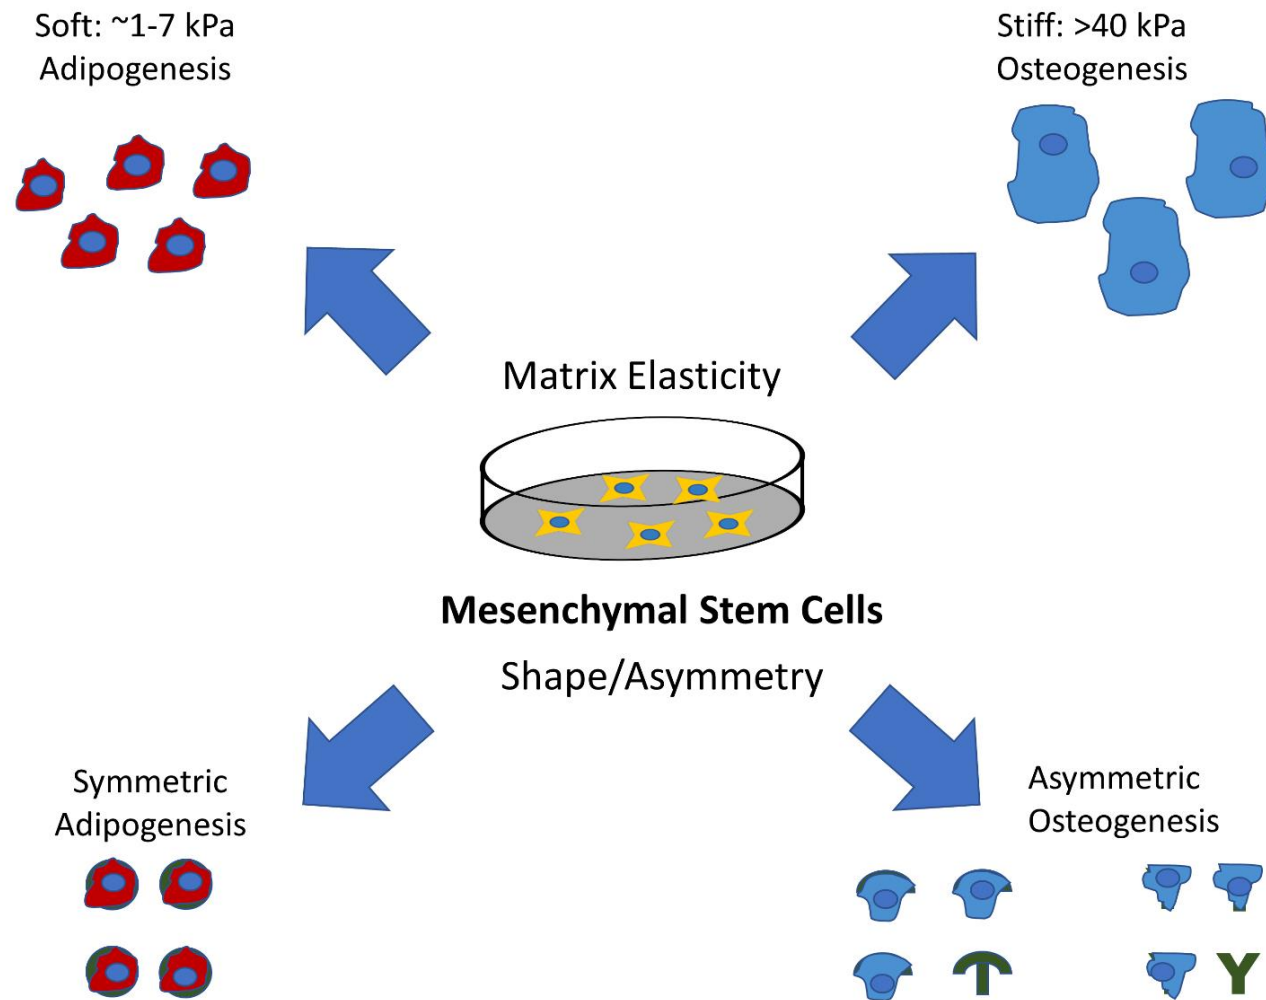 Soft: ~1-7 kPa
Adipogenesis
Stiff: >40 kPa
Osteogenesis
Matrix Elasticity
Mesenchymal Stem Cells
Shape/Asymmetry
Symmetric
Adipogenesis
Asymmetric
Osteogenesis